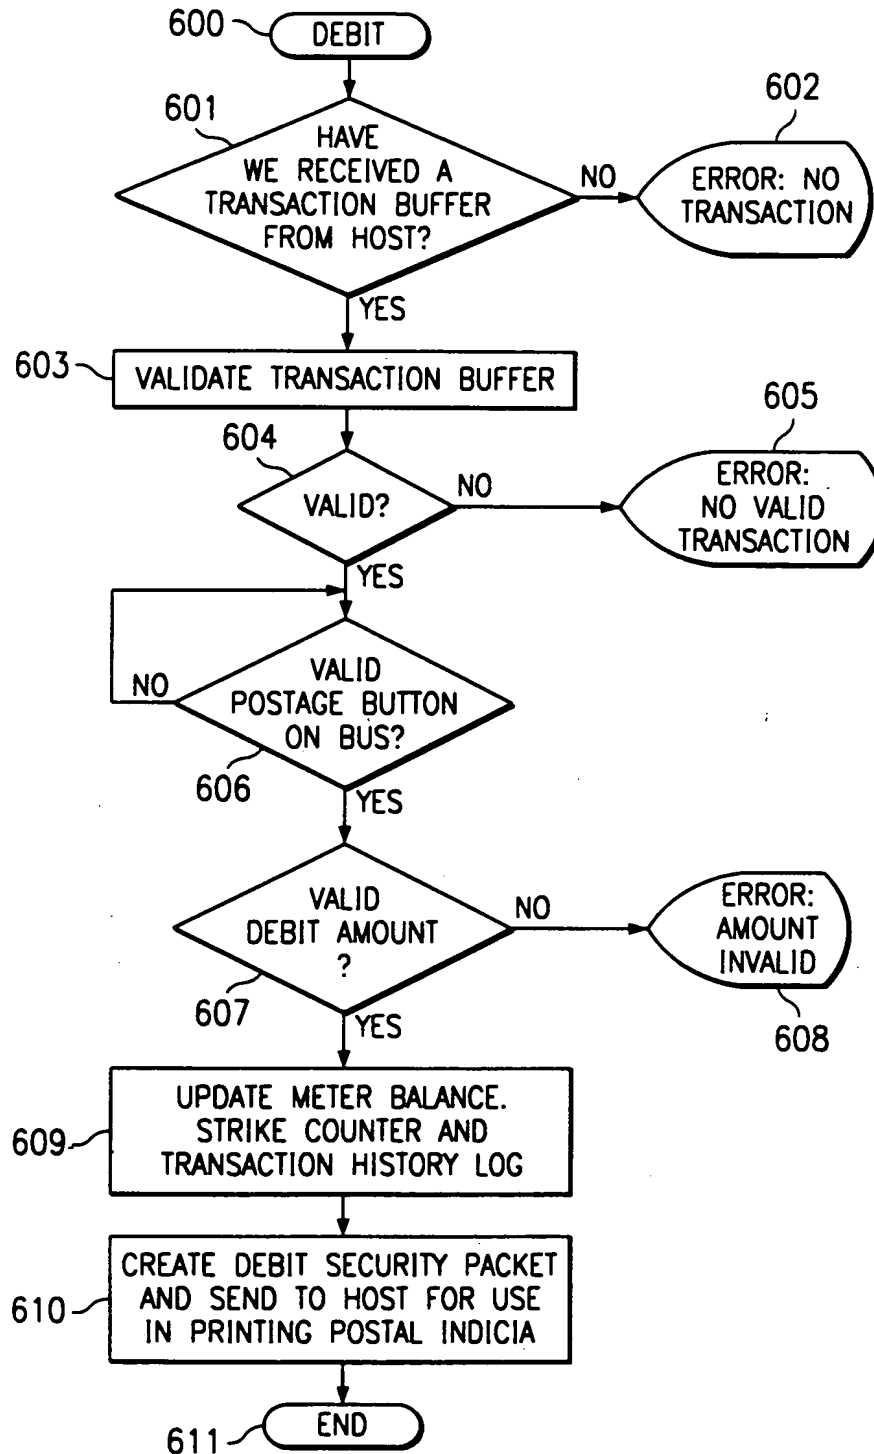 600
DEBIT
601
HAVE
WE RECEIVED A
TRANSACTION BUFFER
FROM HOST?
NO
602
ERROR: NO
TRANSACTION
YES
603
VALIDATE TRANSACTION BUFFER
604
VALID?
NO
605
ERROR:
NO VALID
TRANSACTION
YES
VALID
POSTAGE BUTTON
ON BUS?
NO
606
YES
VALID
DEBIT AMOUNT
?
NO
ERROR:
AMOUNT
INVALID
607
608
YES
609
UPDATE METER BALANCE.
STRIKE COUNTER AND
TRANSACTION HISTORY LOG
610
CREATE DEBIT SECURITY PACKET
AND SEND TO HOST FOR USE
IN PRINTING POSTAL INDICIA
END
611